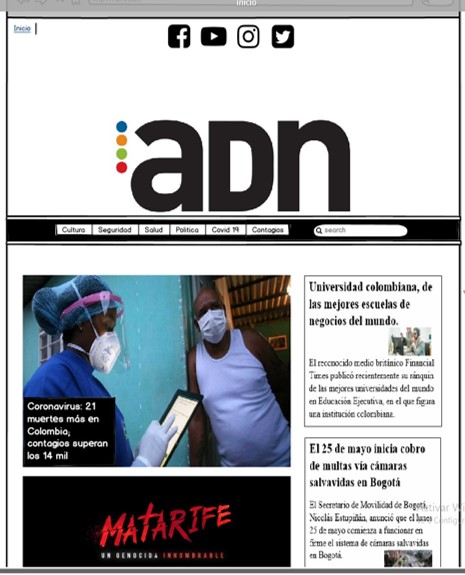 inicio
Inicio
aDn
Cultura
Seguridad
Salud
Politica
Covid 19
Contagios
search
Coronavirus: 21
muertes más en
Colombia,
contagios superan
los 14 mil
MATARIFE
UN GENOCIDA INNOMBRABLE
Universidad colombiana, de
las mejores escuelas de
negocios del mundo.
El reconocido medio británico Financial
Times publicó recientemente su ránquin
de las mejores universidades del mundo
en Educación Ejecutiva, en el que figura
una institución colombiana.
El 25 de mayo inicia cobro
de multas vía cámaras
salvavidas en Bogotá
El Secretario de Movilidad de Bogotá,
Nicolás Estupiñán, anunció que el lunes
25 de mayo comienza a funcionar en
firme el sistema de cámaras salvavidas
en Bogotá.